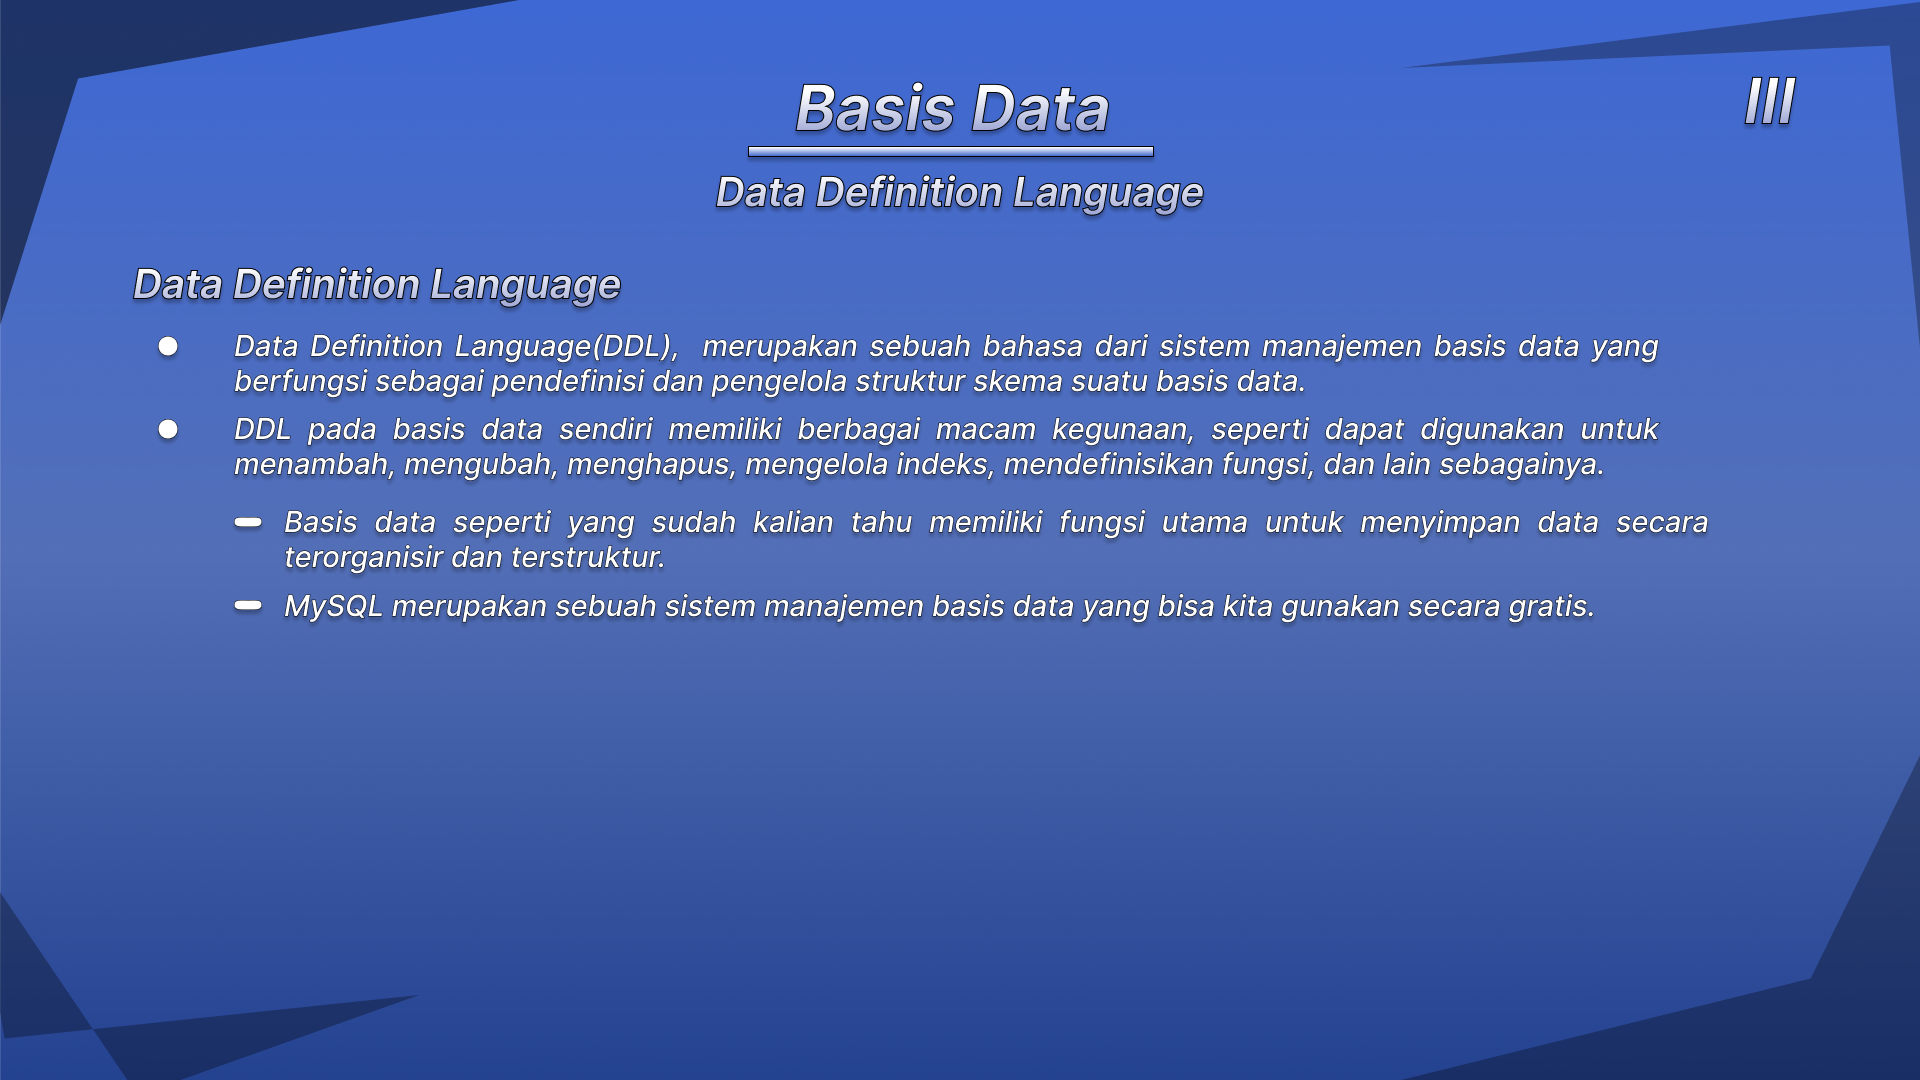 Basis Data
III
Data Definition Language
Data Definition Language
● Data Definition Language(DDL),  merupakan sebuah bahasa dari sistem manajemen basis data yang
berfungsi sebagai pendefinisi dan pengelola struktur skema suatu basis data.
● DDL pada basis data sendiri memiliki berbagai macam kegunaan, seperti dapat digunakan untuk
menambah, mengubah, menghapus, mengelola indeks, mendefinisikan fungsi, dan lain sebagainya.
- Basis data seperti yang sudah kalian tahu memiliki fungsi utama untuk menyimpan data secara
terorganisir dan terstruktur.
- MySQL merupakan sebuah sistem manajemen basis data yang bisa kita gunakan secara gratis.